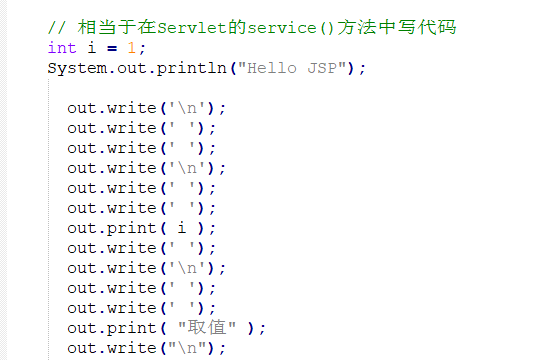 // 相当于在Servlet的service()方法中写代码
int i = 1;
System.out.println("Hello JSP");
out.write('\n');
out.write(' ');
out.write(' ');
out.write('\n');
out.write(' ');
out.write(' ');
out.print( i );
out.write(' ');
out.write('\n');
out.write(' ');
out.write(' ');
out.print( "取值" );
out.write("\n");